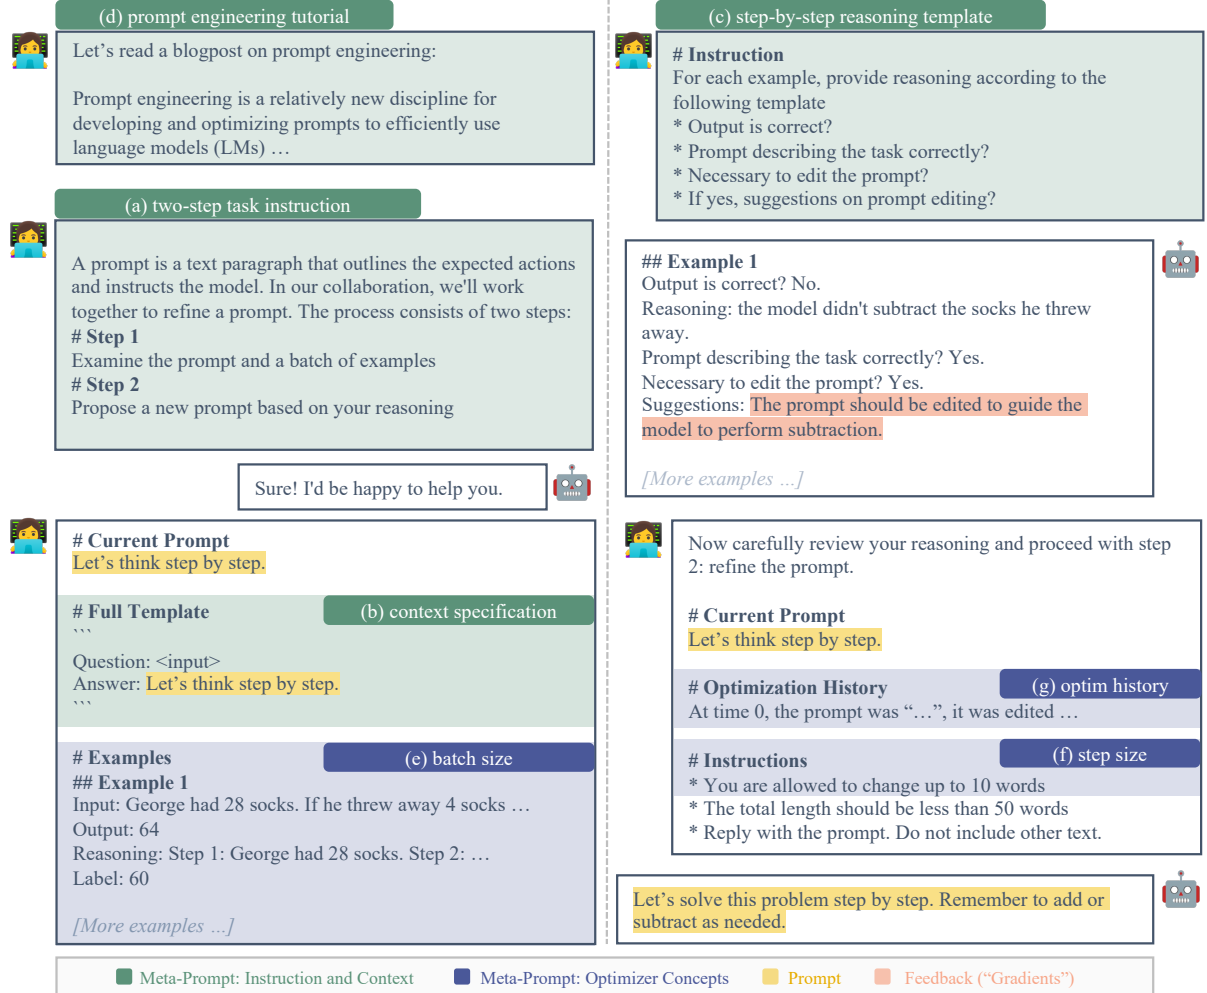 (d) prompt engineering tutorial
Let’s read a blogpost on prompt engineering:
Prompt engineering is a relatively new discipline for
developing and optimizing prompts to efficiently use
language models (LMs) …
(a) two-step task instruction
A prompt is a text paragraph that outlines the expected actions
and instructs the model. In our collaboration, we'll work
together to refine a prompt. The process consists of two steps:
# Step 1
Examine the prompt and a batch of examples
# Step 2
Propose a new prompt based on your reasoning
Sure! I'd be happy to help you.
# Current Prompt
Let’s think step by step.
# Full Template
(b) context specification
```
Question: <input>
Answer: Let’s think step by step.
```
# Examples
(e) batch size
## Example 1
Input: George had 28 socks. If he threw away 4 socks …
Output: 64
Reasoning: Step 1: George had 28 socks. Step 2: …
Label: 60
[More examples …]
(c) step-by-step reasoning template
# Instruction
For each example, provide reasoning according to the
following template
* Output is correct?
* Prompt describing the task correctly?
* Necessary to edit the prompt?
* If yes, suggestions on prompt editing?
## Example 1
Output is correct? No.
Reasoning: the model didn't subtract the socks he threw
away.
Prompt describing the task correctly? Yes.
Necessary to edit the prompt? Yes.
Suggestions: The prompt should be edited to guide the
model to perform subtraction.
[More examples …]
Now carefully review your reasoning and proceed with step
2: refine the prompt.
# Current Prompt
Let’s think step by step.
# Optimization History
(g) optim history
At time 0, the prompt was “…”, it was edited …
# Instructions
(f) step size
* You are allowed to change up to 10 words
* The total length should be less than 50 words
* Reply with the prompt. Do not include other text.
Let’s solve this problem step by step. Remember to add or
subtract as needed.
Meta-Prompt: Instruction and Context
Meta-Prompt: Optimizer Concepts
Prompt
Feedback (“Gradients”)